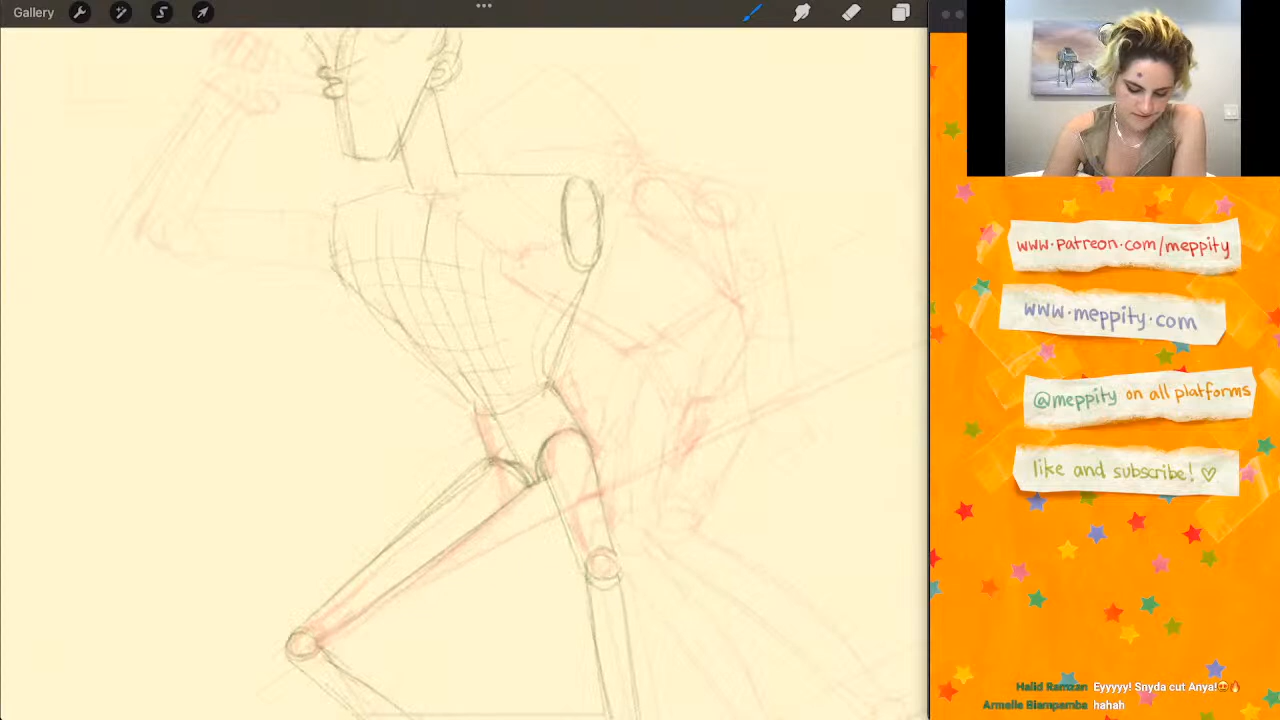 Gallery
www.patreon.com/meppity
www.meppity.com
@meppity on all platforms
like and subscribe! ♡
Halid Ramzan Eyyyyy! Snyda cut Anya!
Armelle Biampamba hahah